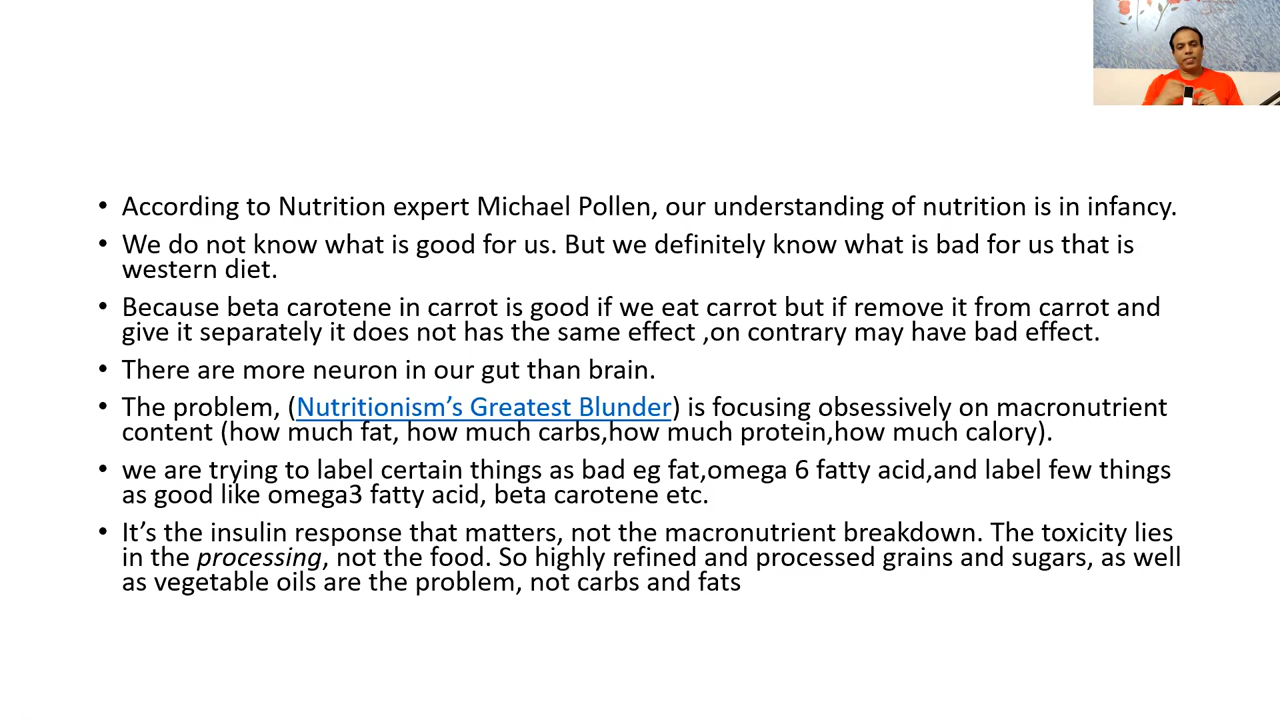 • According to Nutrition expert Michael Pollen, our understanding of nutrition is in infancy.
• We do not know what is good for us. But we definitely know what is bad for us that is
western diet.
• Because beta carotene in carrot is good if we eat carrot but if remove it from carrot and
give it separately it does not has the same effect ,on contrary may have bad effect.
• There are more neuron in our gut than brain.
• The problem, (Nutritionism’s Greatest Blunder) is focusing obsessively on macronutrient
content (how much fat, how much carbs,how much protein,how much calory).
• we are trying to label certain things as bad eg fat,omega 6 fatty acid,and label few things
as good like omega3 fatty acid, beta carotene etc.
• It’s the insulin response that matters, not the macronutrient breakdown. The toxicity lies
in the processing, not the food. So highly refined and processed grains and sugars, as well
as vegetable oils are the problem, not carbs and fats